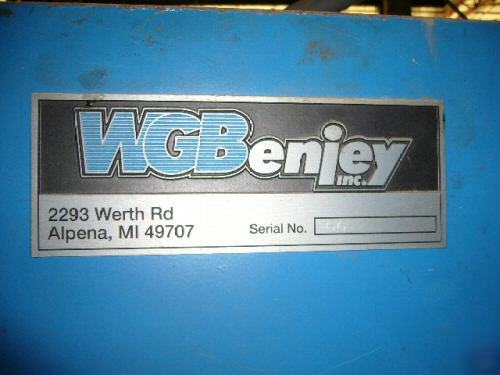 WGBenjey
INC.
2293 Werth Rd
Alpena, MI 49707
Serial No.